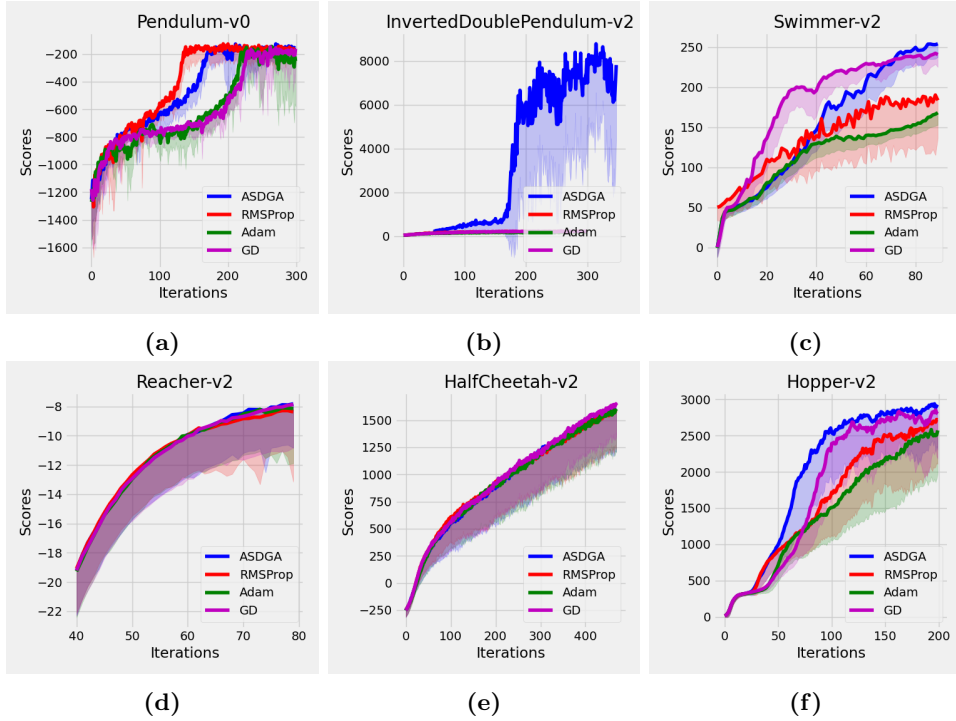 Pendulum-v0
−200
−400
−600
−800
−1000
−1200
−1400
−1600
Scores
0
100
200
300
Iterations
ASDGA
RMSProp
Adam
GD
(a)
InvertedDoublePendulum-v2
8000
6000
4000
2000
0
Scores
0
100
200
300
Iterations
ASDGA
RMSProp
Adam
GD
(b)
Swimmer-v2
250
200
150
100
50
0
Scores
0
20
40
60
80
Iterations
ASDGA
RMSProp
Adam
GD
(c)
Reacher-v2
−8
−10
−12
−14
−16
−18
−20
−22
Scores
40
50
60
70
80
Iterations
ASDGA
RMSProp
Adam
GD
(d)
HalfCheetah-v2
1500
1250
1000
750
500
250
0
−250
Scores
0
100
200
300
400
Iterations
ASDGA
RMSProp
Adam
GD
(e)
Hopper-v2
3000
2500
2000
1500
1000
500
0
Scores
0
50
100
150
200
Iterations
ASDGA
RMSProp
Adam
GD
(f)